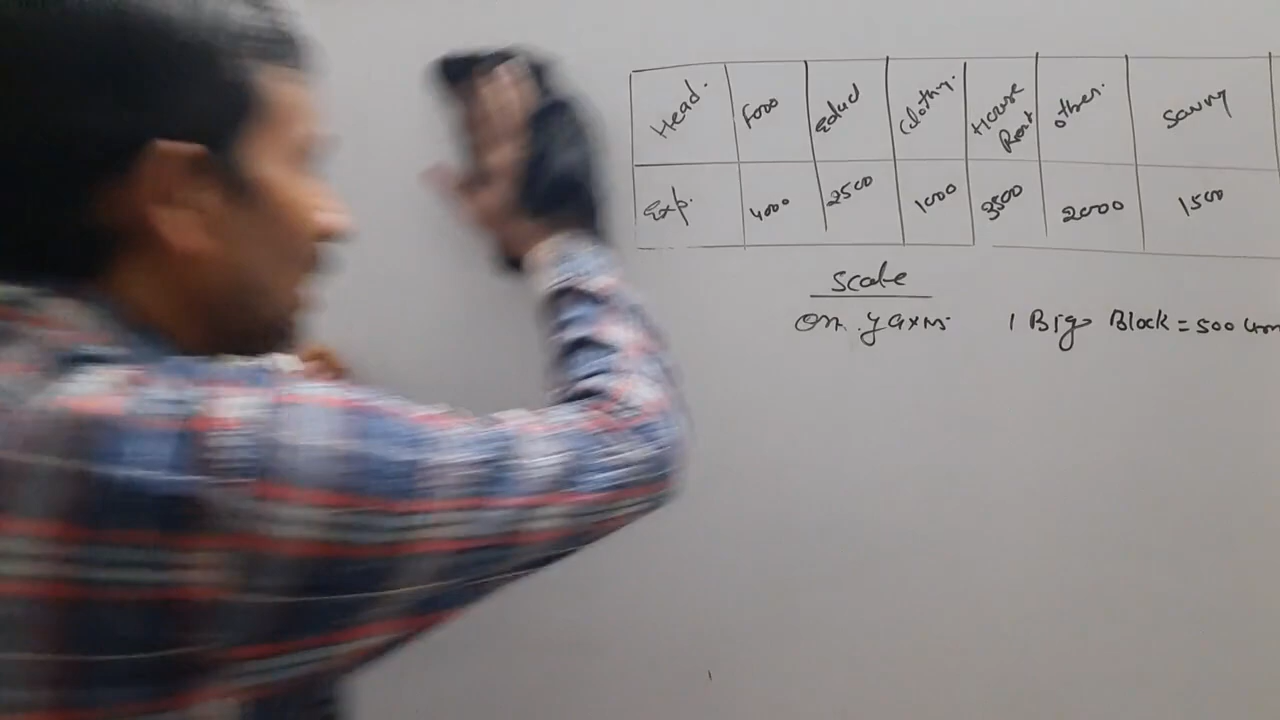 Head. Food Educ Clothing. House Rent other. Saving
Exp. 4000 2500 1000 3500 2000 1500
Scale
On y axis 1 Big Block = 500